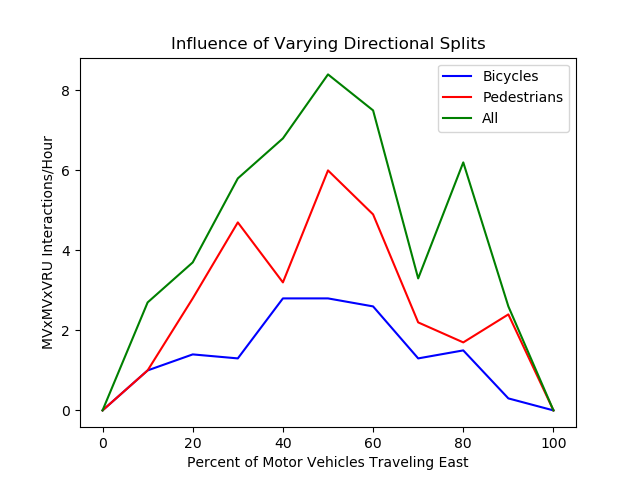 Influence of Varying Directional Splits
Bicycles
Pedestrians
All
MVxMVxVRU Interactions/Hour
8
6
4
2
0
0 20 40 60 80 100
Percent of Motor Vehicles Traveling East